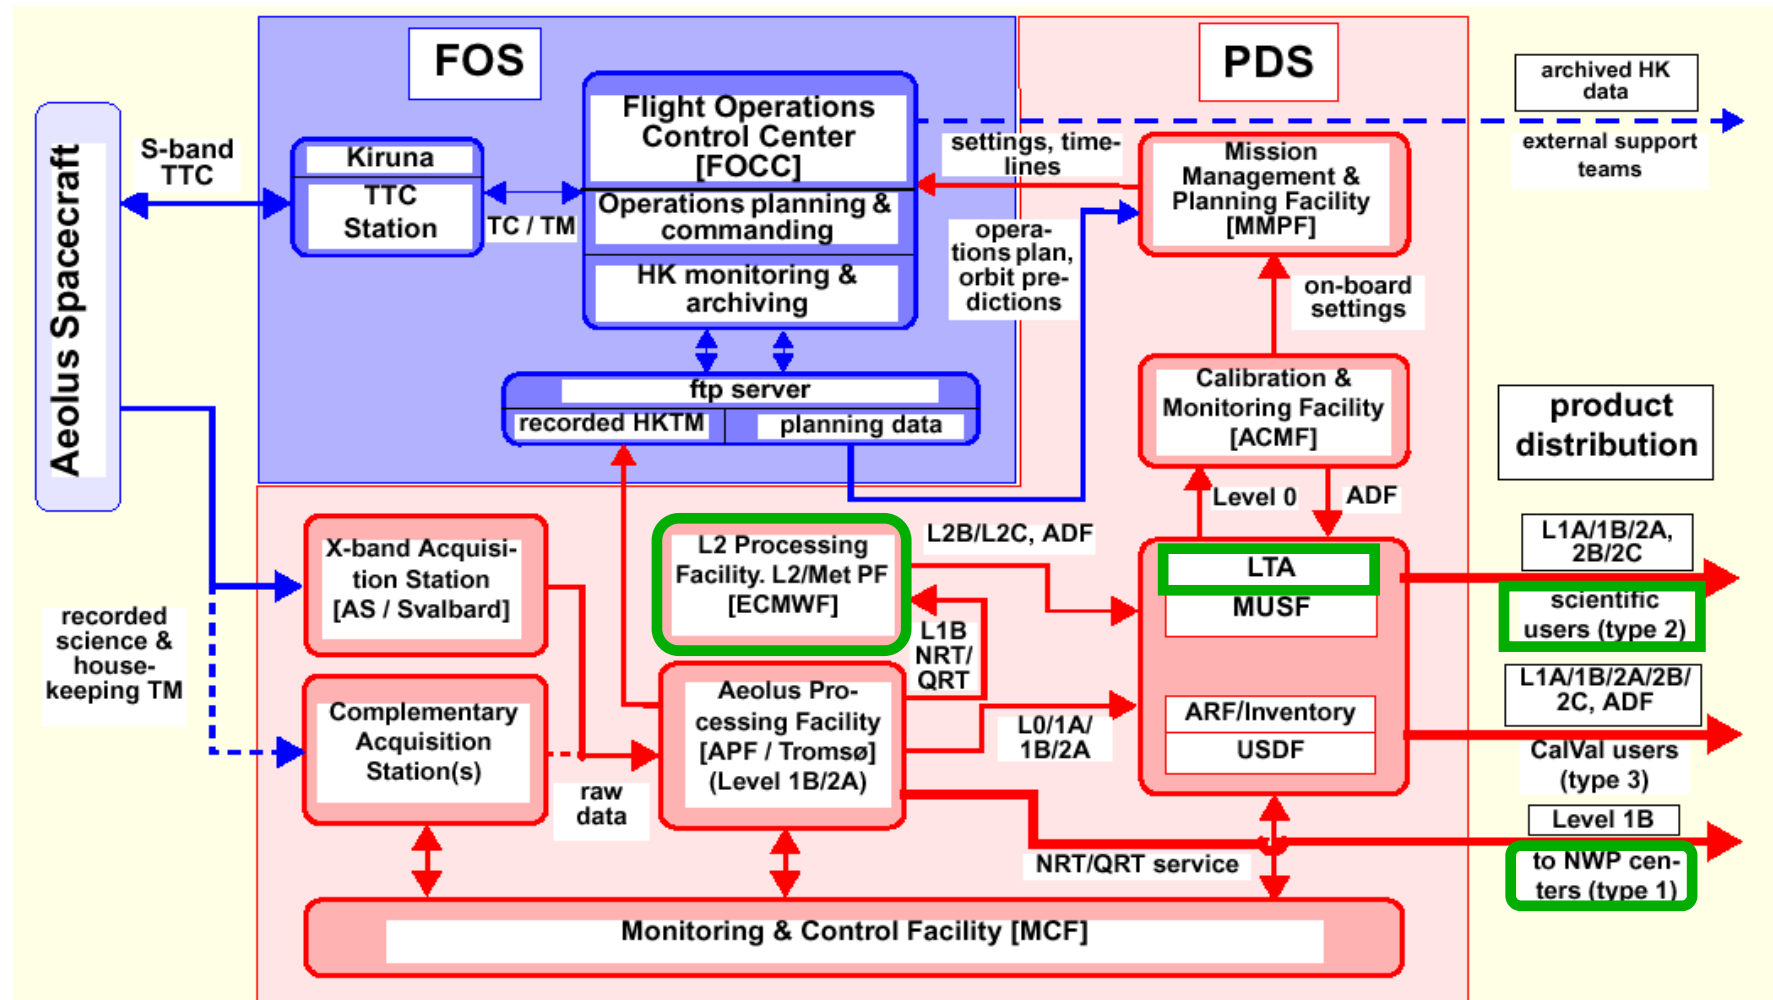 FOS
PDS
archived HK
data
external support
teams
Aeolus Spacecraft
S-band
TTC
Kiruna
TTC
Station
TC / TM
Flight Operations
Control Center
[FOCC]
Operations planning &
commanding
HK monitoring &
archiving
settings, time-
lines
opera-
tions plan,
orbit pre-
dictions
Mission
Management &
Planning Facility
[MMPF]
on-board
settings
ftp server
recorded HKTM
planning data
Calibration &
Monitoring Facility
[ACMF]
product
distribution
Level 0
ADF
recorded
science &
house-
keeping TM
X-band Acquisi-
tion Station
[AS / Svalbard]
L2 Processing
Facility. L2/Met PF
[ECMWF]
L2B/L2C, ADF
L1B
NRT/
QRT
LTA
MUSF
ARF/Inventory
USDF
L1A/1B/2A,
2B/2C
scientific
users (type 2)
L1A/1B/2A/2B/
2C, ADF
CalVal users
(type 3)
Level 1B
to NWP cen-
ters (type 1)
Complementary
Acquisition
Station(s)
raw
data
Aeolus Pro-
cessing Facility
[APF / Tromsø]
(Level 1B/2A)
L0/1A/
1B/2A
NRT/QRT service
Monitoring & Control Facility [MCF]